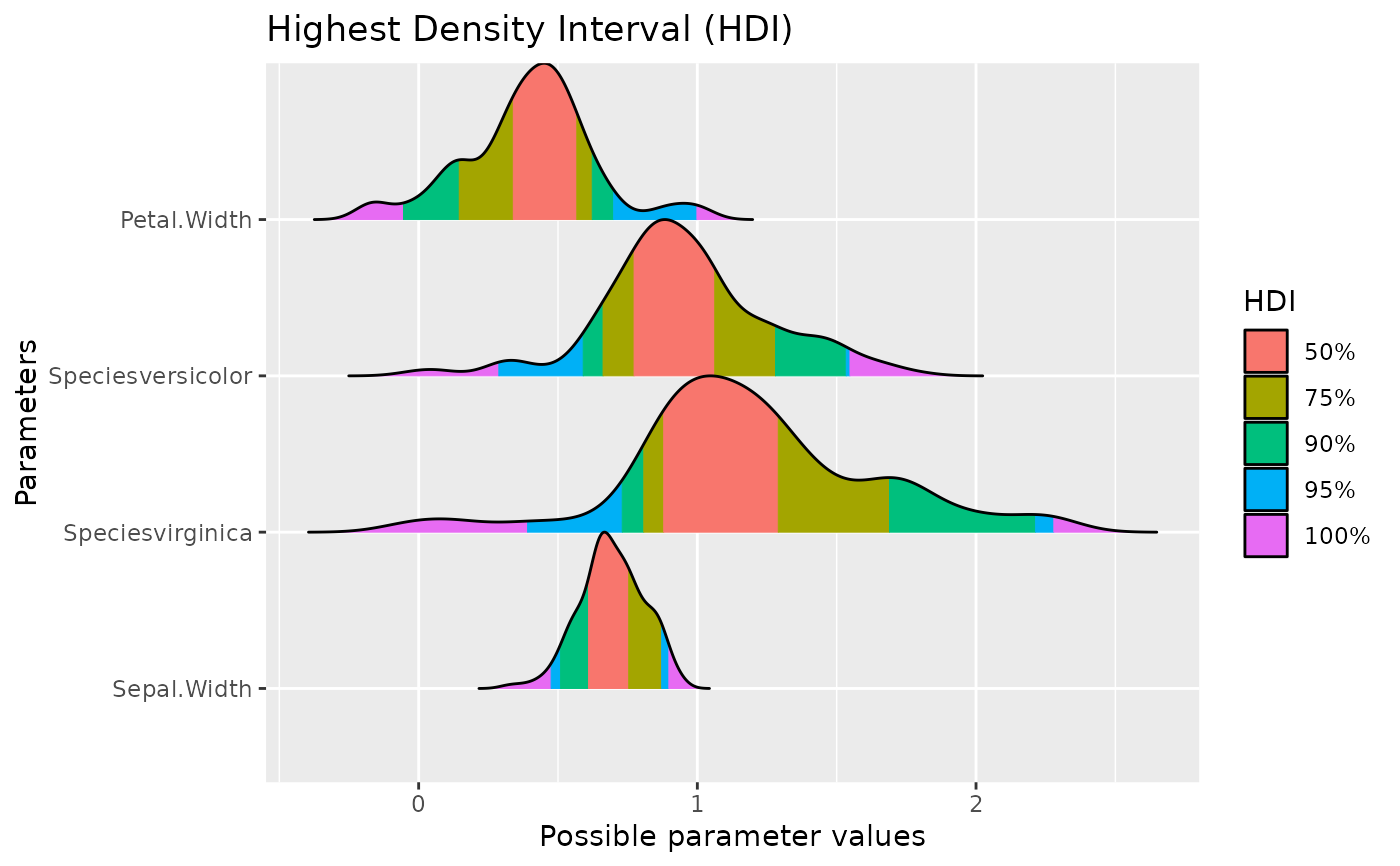 Highest Density Interval (HDI)
Parameters
Petal.Width
Speciesversicolor
Speciesvirginica
Sepal.Width
0 1 2
Possible parameter values
HDI
50%
75%
90%
95%
100%